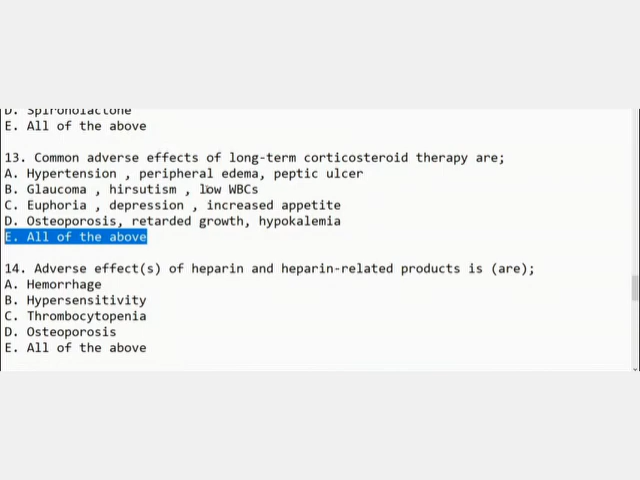 D. Spironolactone
E. All of the above
13. Common adverse effects of long-term corticosteroid therapy are;
A. Hypertension , peripheral edema, peptic ulcer
B. Glaucoma , hirsutism , low WBCs
C. Euphoria , depression , increased appetite
D. Osteoporosis, retarded growth, hypokalemia
E. All of the above
14. Adverse effect(s) of heparin and heparin-related products is (are);
A. Hemorrhage
B. Hypersensitivity
C. Thrombocytopenia
D. Osteoporosis
E. All of the above